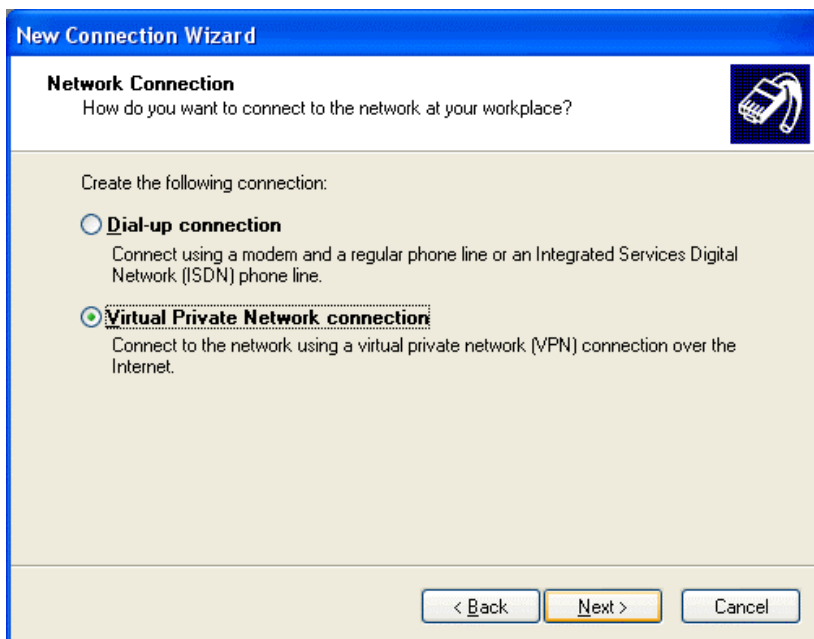 New Connection Wizard
Network Connection
How do you want to connect to the network at your workplace?
Create the following connection:
Dial-up connection
Connect using a modem and a regular phone line or an Integrated Services Digital
Network (ISDN) phone line.
Virtual Private Network connection
Connect to the network using a virtual private network (VPN) connection over the
Internet.
< Back Next > Cancel